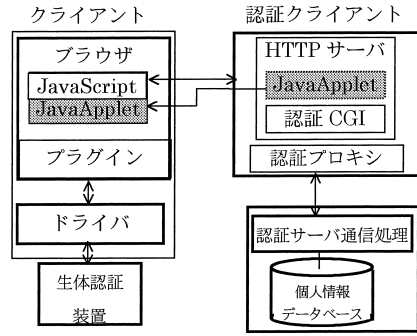 クライアント
ブラウザ
JavaScript
JavaApplet
プラグイン
ドライバ
生体認証
装置
認証クライアント
HTTP サーバ
JavaApplet
認証 CGI
認証プロキシ
認証サーバ通信処理
個人情報
データベース